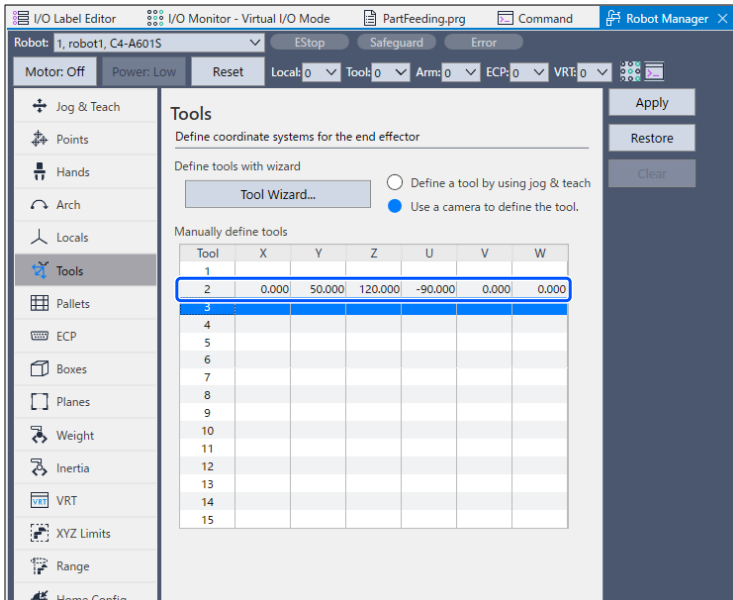 I/O Label Editor I/O Monitor - Virtual I/O Mode PartFeeding.prg Command Robot Manager
Robot: 1, robot1, C4-A601S EStop Safeguard Error
Motor: Off Power: Low Reset Local: 0 Tool: 0 Arm: 0 ECP: 0 VRT: 0
Jog & Teach
Points
Hands
Arch
Locals
Tools
Pallets
ECP
Boxes
Planes
Weight
Inertia
VRT VRT
XYZ Limits
Range
Home Config
Tools
Define coordinate systems for the end effector
Define tools with wizard
Tool Wizard...
Define a tool by using jog & teach
Use a camera to define the tool.
Manually define tools
Tool X Y Z U V W
1
2 0.000 50.000 120.000 -90.000 0.000 0.000
3
4
5
6
7
8
9
10
11
12
13
14
15
Apply
Restore
Clear